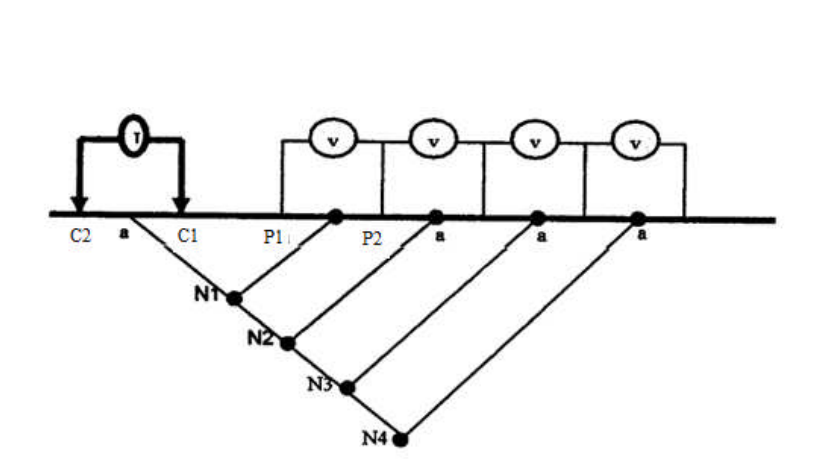 I
V V V V
C2 a C1 P1 P2 a a a
N1
N2
N3
N4